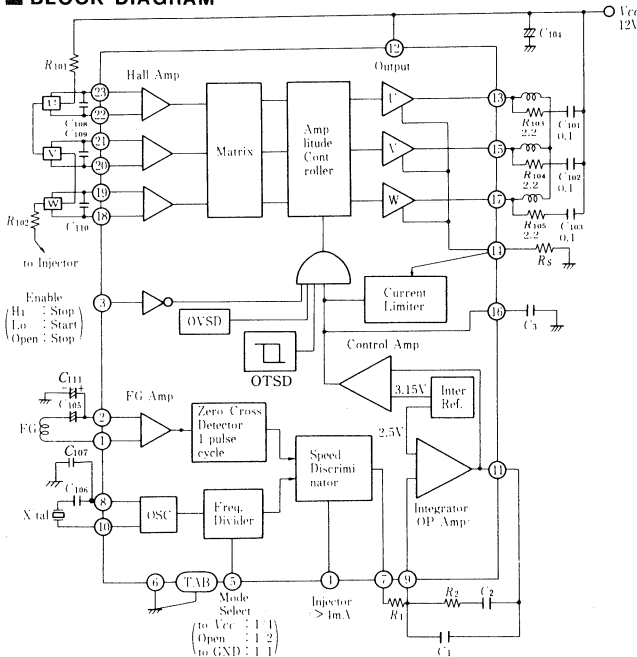 BLOCK DIAGRAM
Vcc
12V
C104
R101
12
Output
Hall Amp
23
22
21
20
19
18
U
V
W
C108
C109
C110
R102
to Injector
Matrix
Amp
litude
Cont
roller
U
V
W
13
15
17
14
16
R103
2.2
C101
0.1
R104
2.2
C102
0.1
R105
2.2
C103
0.1
Rs
C3
Enable
Hi : Stop
Lo : Start
Open : Stop
3
OVSD
OTSD
Current
Limiter
Control Amp
3.15V
Inter
Ref.
2.5V
C111
C105
FG
2
1
FG Amp
Zero Cross
Detector
1 pulse
cycle
Speed
Discrimi
nator
Integrator
OP Amp
11
C107
C106
X tal
8
10
OSC
Freq.
Divider
6
TAB
5
4
7
9
Mode
Select
to Vcc : 1 4
Open : 1 2
to GND : 1 1
Injector
> 4mA
R1
R2
C2
C1